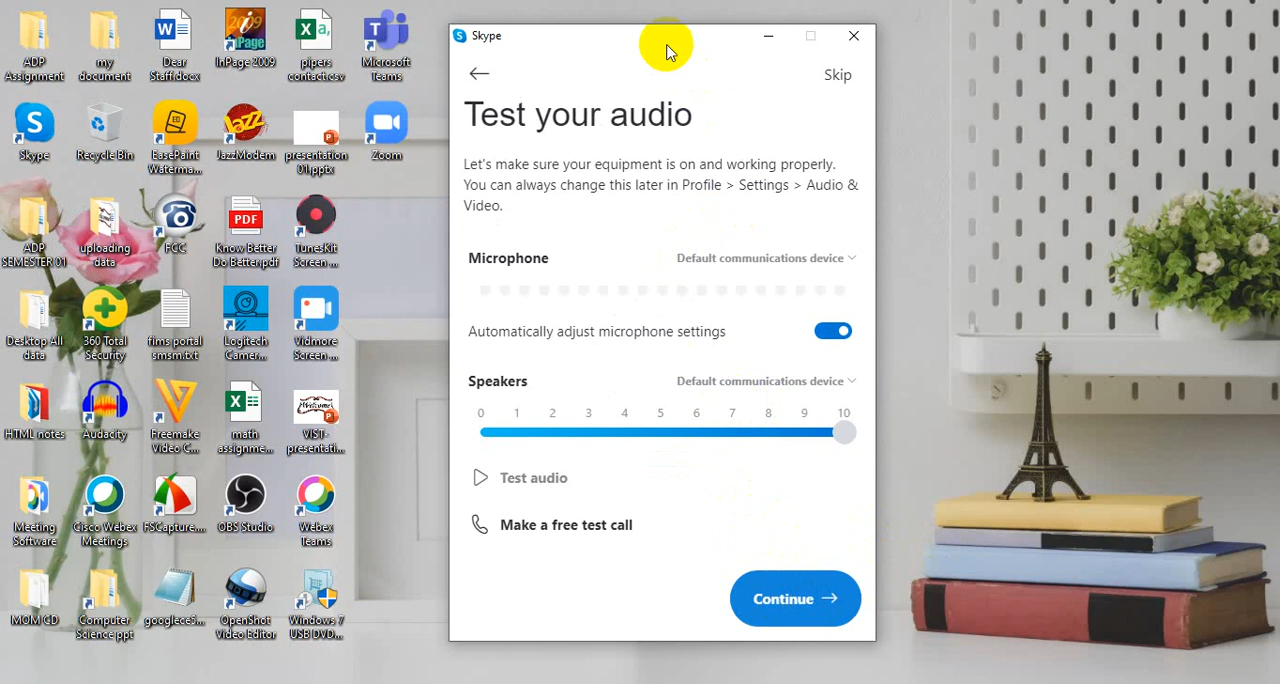 ADP
Assignment
my
document
Dear
Staff.docx
InPage 2009
pipers
contact.csv
Microsoft
Teams
Skype
Recycle Bin
EasePaint
Waterma...
JazzModem
presentation
01.pptx
Zoom
ADP
SEMESTER 01
uploading
data
FCC
Know Better
Do Better.pdf
TunesKit
Screen ...
Desktop All
data
360 Total
Security
fims portal
smsm.txt
Logitech
Camer...
Vidmore
Screen ...
HTML notes
Audacity
Freemake
Video C...
math
assignme...
VIST-
presentati...
Meeting
Software
Cisco Webex
Meetings
FSCapture....
OBS Studio
Webex
Teams
MOM CD
Computer
Science.ppt
OpenShot
Video Editor
Windows 7
USB DVD...
Skype
Skip
Test your audio
Let's make sure your equipment is on and working properly.
You can always change this later in Profile > Settings > Audio &
Video.
Microphone Default communications device
Automatically adjust microphone settings
Speakers Default communications device
0 1 2 3 4 5 6 7 8 9 10
Test audio
Make a free test call
Continue